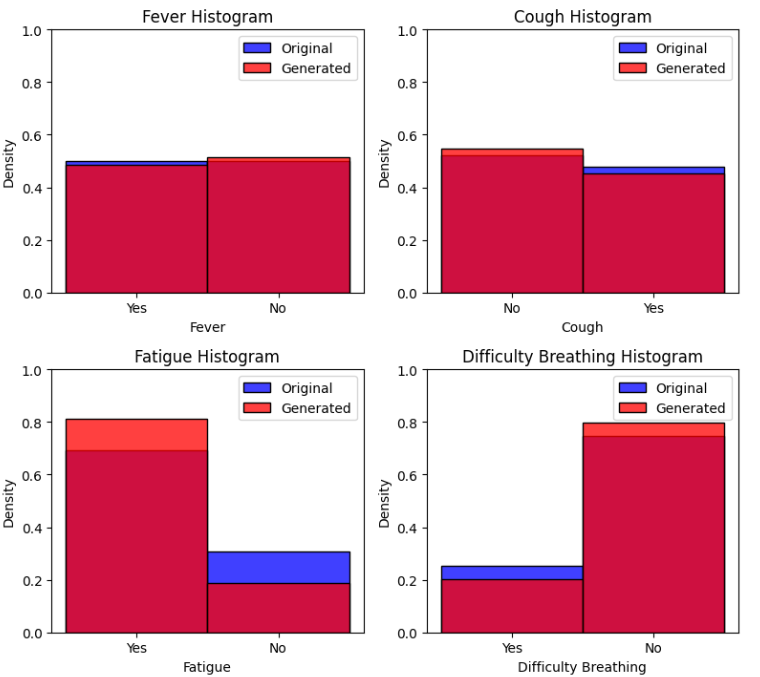 Fever Histogram
1.0
0.8
0.6
0.4
0.2
0.0
Density
Original
Generated
Yes No
Fever
Cough Histogram
1.0
0.8
0.6
0.4
0.2
0.0
Density
Original
Generated
No Yes
Cough
Fatigue Histogram
1.0
0.8
0.6
0.4
0.2
0.0
Density
Original
Generated
Yes No
Fatigue
Difficulty Breathing Histogram
1.0
0.8
0.6
0.4
0.2
0.0
Density
Original
Generated
Yes No
Difficulty Breathing